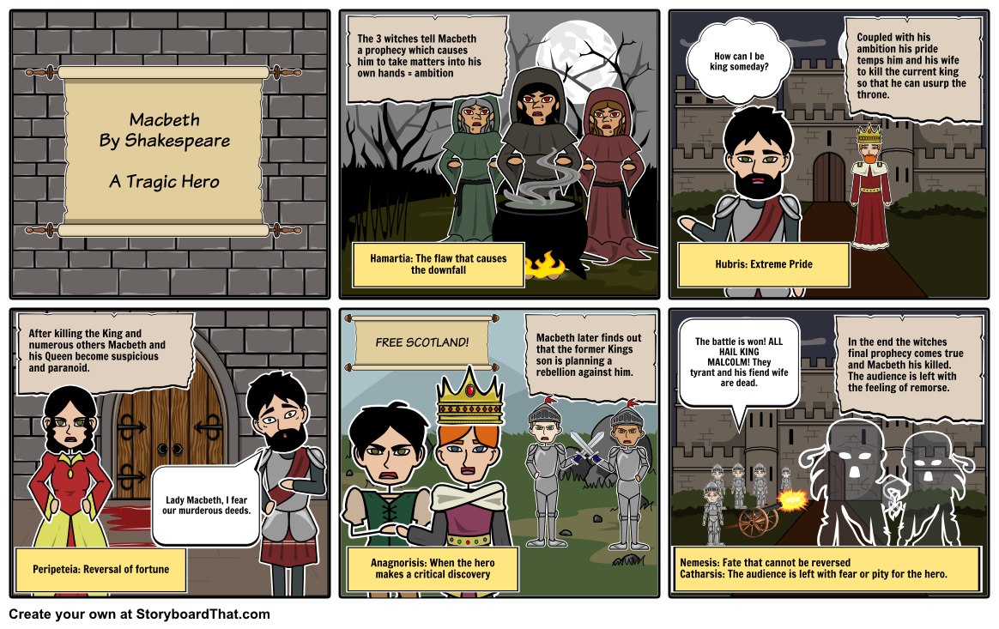 Macbeth
By Shakespeare
A Tragic Hero
The 3 witches tell Macbeth
a prophecy which causes
him to take matters into his
own hands = ambition
Hamartia: The flaw that causes
the downfall
How can I be
king someday?
Coupled with his
ambition his pride
temps him and his wife
to kill the current king
so that he can usurp the
throne.
Hubris: Extreme Pride
After killing the King and
numerous others Macbeth and
his Queen become suspicious
and paranoid.
Lady Macbeth, I fear
our murderous deeds.
Peripeteia: Reversal of fortune
FREE SCOTLAND!
Macbeth later finds out
that the former Kings
son is planning a
rebellion against him.
Anagnorisis: When the hero
makes a critical discovery
The battle is won! ALL
HAIL KING
MALCOLM! They
tyrant and his fiend wife
are dead.
In the end the witches
final prophecy comes true
and Macbeth his killed.
The audience is left with
the feeling of remorse.
Nemesis: Fate that cannot be reversed
Catharsis: The audience is left with fear or pity for the hero.
Create your own at StoryboardThat.com